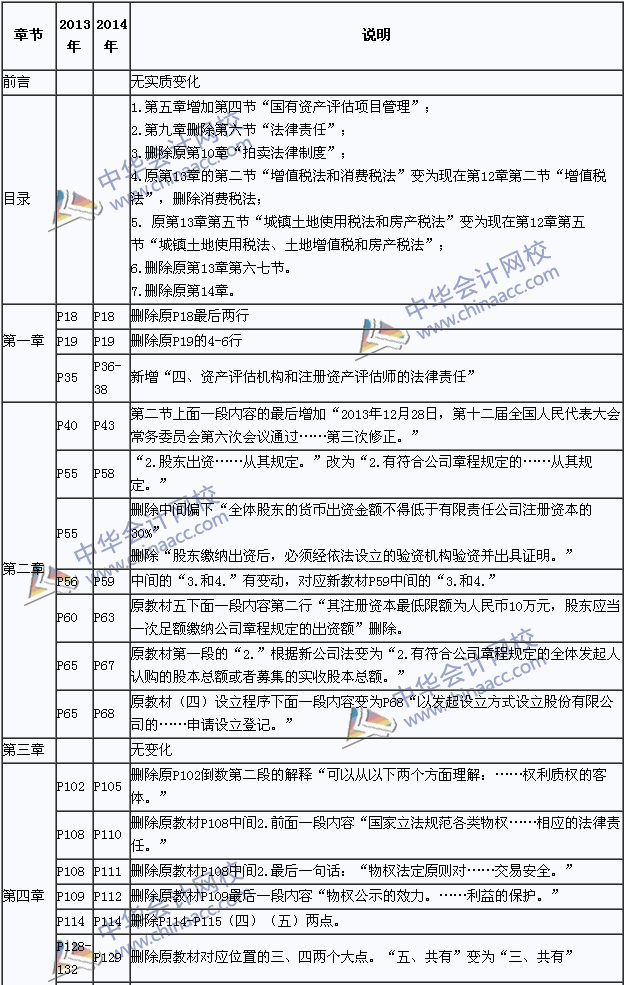 章节 2013年 2014年 说明
前言 无实质变化
目录
1.第五章增加第四节“国有资产评估项目管理”；
2.第九章删除第六节“法律责任”；
3.删除原第10章“拍卖法律制度”；
4.原第13章的第二节“增值税法和消费税法”变为现在第12章第二节“增值税
法”，删除消费税法；
5. 原第13章第五节“城镇土地使用税法和房产税法”变为现在第12章第五
节“城镇土地使用税法、土地增值税和房产税法”；
6.删除原第13章第六七节。
7.删除原第14章。
第一章
P18 P18 删除原P18最后两行
P19 P19 删除原P19的4-6行
P35 P36-38 新增“四、资产评估机构和注册资产评估师的法律责任”
第二章
P40 P43 第二节上面一段内容的最后增加“2013年12月28日，第十二届全国人民代表大会
常务委员会第六次会议通过……第三次修正。”
P55 P58 “2.股东出资……从其规定。”改为“2.有符合公司章程规定的……从其规
定。”
P55 删除中间偏下“全体股东的货币出资金额不得低于有限责任公司注册资本的
30%”
删除“股东缴纳出资后，必须经依法设立的验资机构验资并出具证明。”
P56 P59 中间的“3.和4.”有变动，对应新教材P59中间的“3.和4.”
P60 P63 原教材五下面一段内容第二行“其注册资本最低限额为人民币10万元，股东应当
一次足额缴纳公司章程规定的出资额”删除。
P65 P67 原教材第一段的“2.”根据新公司法变为“2.有符合公司章程规定的全体发起人
认购的股本总额或者募集的实收股本总额。”
P65 P68 原教材（四）设立程序下面一段内容变为P68“以发起设立方式设立股份有限公
司的……申请设立登记。”
第三章 无变化
第四章
P102 P105 删除原P102倒数第二段的解释“可以从以下两个方面理解：……权利质权的客
体。”
P108 P110 删除原教材P108中间2.前面一段内容“国家立法规范各类物权……相应的法律责
任。”
P108 P111 删除原教材P108中间2.最后一句话：“物权法定原则对……交易安全。”
P109 P112 删除原教材P109最后一段内容“物权公示的效力。……利益的保护。”
P114 P114 删除P114-P115（四）（五）两点。
P128-132 P129 删除原教材对应位置的三、四两个大点。“五、共有”变为“三、共有”
中华会计网校
www.chinaacc.com
中华会计网校
www.chinaacc.com
中华会计网校
www.chinaacc.com
中华会计网校
www.chinaacc.com
中华会计网校
www.chinaacc.com